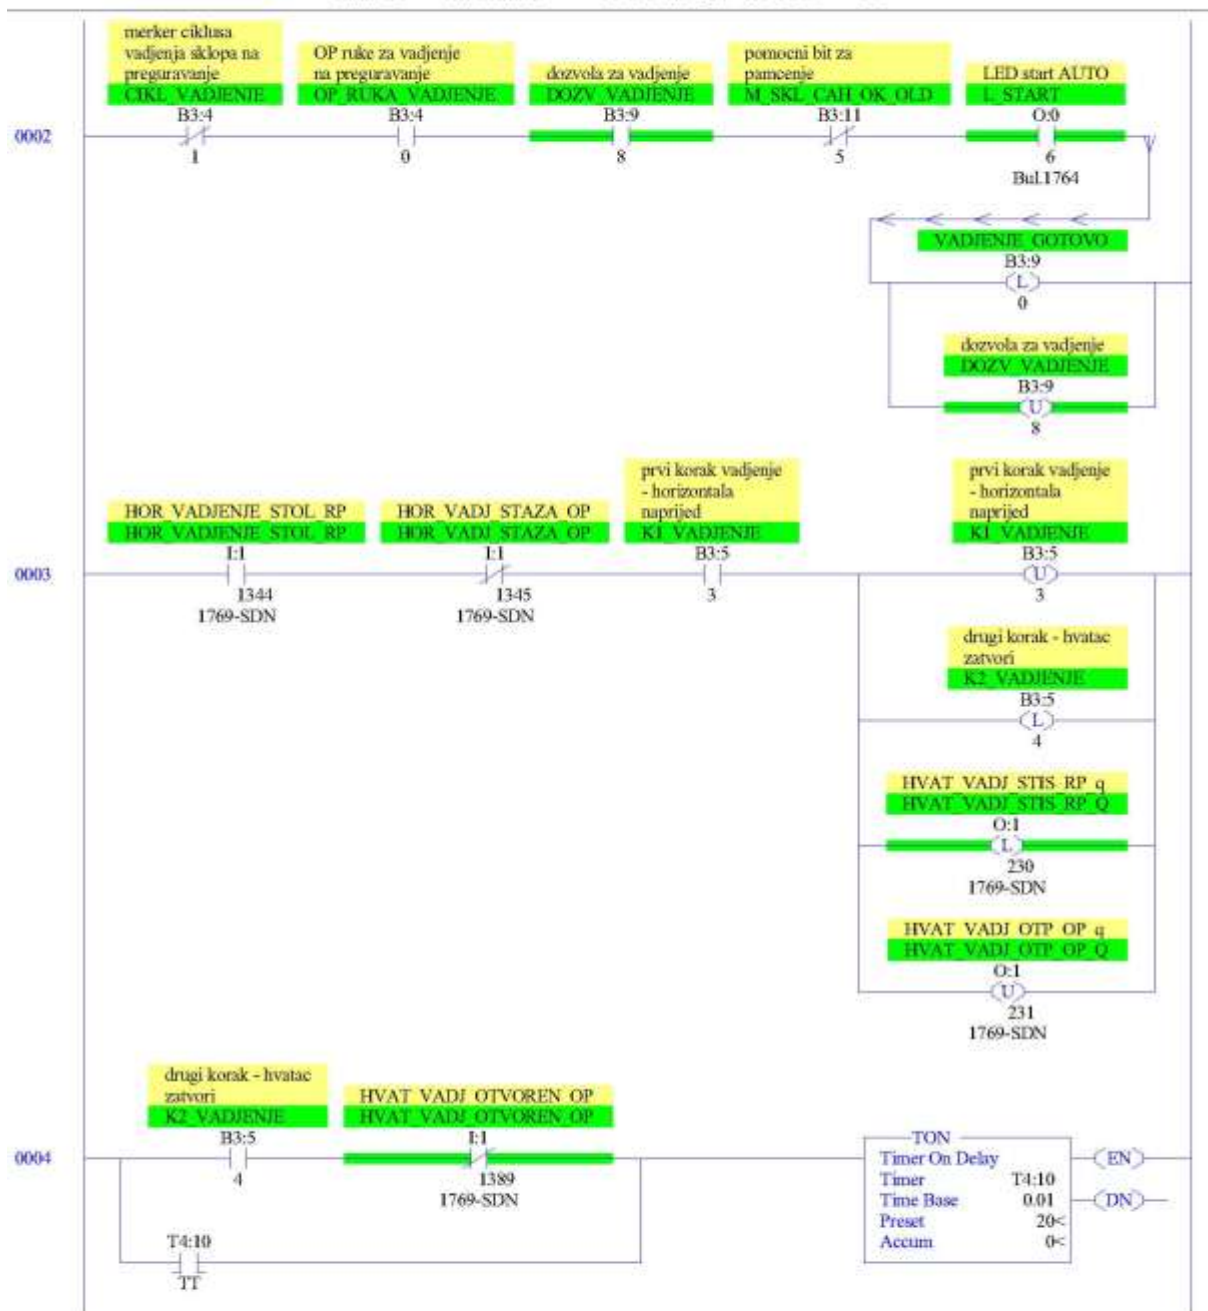 merker ciklusa
vadjenja sklopa na
preguravanje
CIKL_VADJENJE
B3:4
1
OP ruke za vadjenje
na preguravanje
OP_RUKA_VADJENJE
B3:4
0
dozvola za vadjenje
DOZV_VADJENJE
B3:9
8
pomocni bit za
pamcenje
M_SKL_CAH_OK_OLD
B3:11
5
LED start AUTO
L_START
O:0
6
Bul.1764
0002
VADJENJE_GOTOVO
B3:9
L
0
dozvola za vadjenje
DOZV_VADJENJE
B3:9
U
8
0003
HOR_VADJENJE_STOL_RP
HOR_VADJENJE_STOL_RP
I:1
1344
1769-SDN
HOR_VADJ_STAZA_OP
HOR_VADJ_STAZA_OP
I:1
1345
1769-SDN
prvi korak vadjenje
- horizontala
naprijed
K1_VADJENJE
B3:5
3
prvi korak vadjenje
- horizontala
naprijed
K1_VADJENJE
B3:5
U
3
drugi korak - hvatac
zatvori
K2_VADJENJE
B3:5
L
4
HVAT_VADJ_STIS_RP_q
HVAT_VADJ_STIS_RP_Q
O:1
L
230
1769-SDN
HVAT_VADJ_OTP_OP_q
HVAT_VADJ_OTP_OP_Q
O:1
U
231
1769-SDN
0004
drugi korak - hvatac
zatvori
K2_VADJENJE
B3:5
4
HVAT_VADJ_OTVOREN_OP
HVAT_VADJ_OTVOREN_OP
I:1
1389
1769-SDN
T4:10
TT
TON
Timer On Delay
Timer T4:10
Time Base 0.01
Preset 20<
Accum 0<
EN
DN